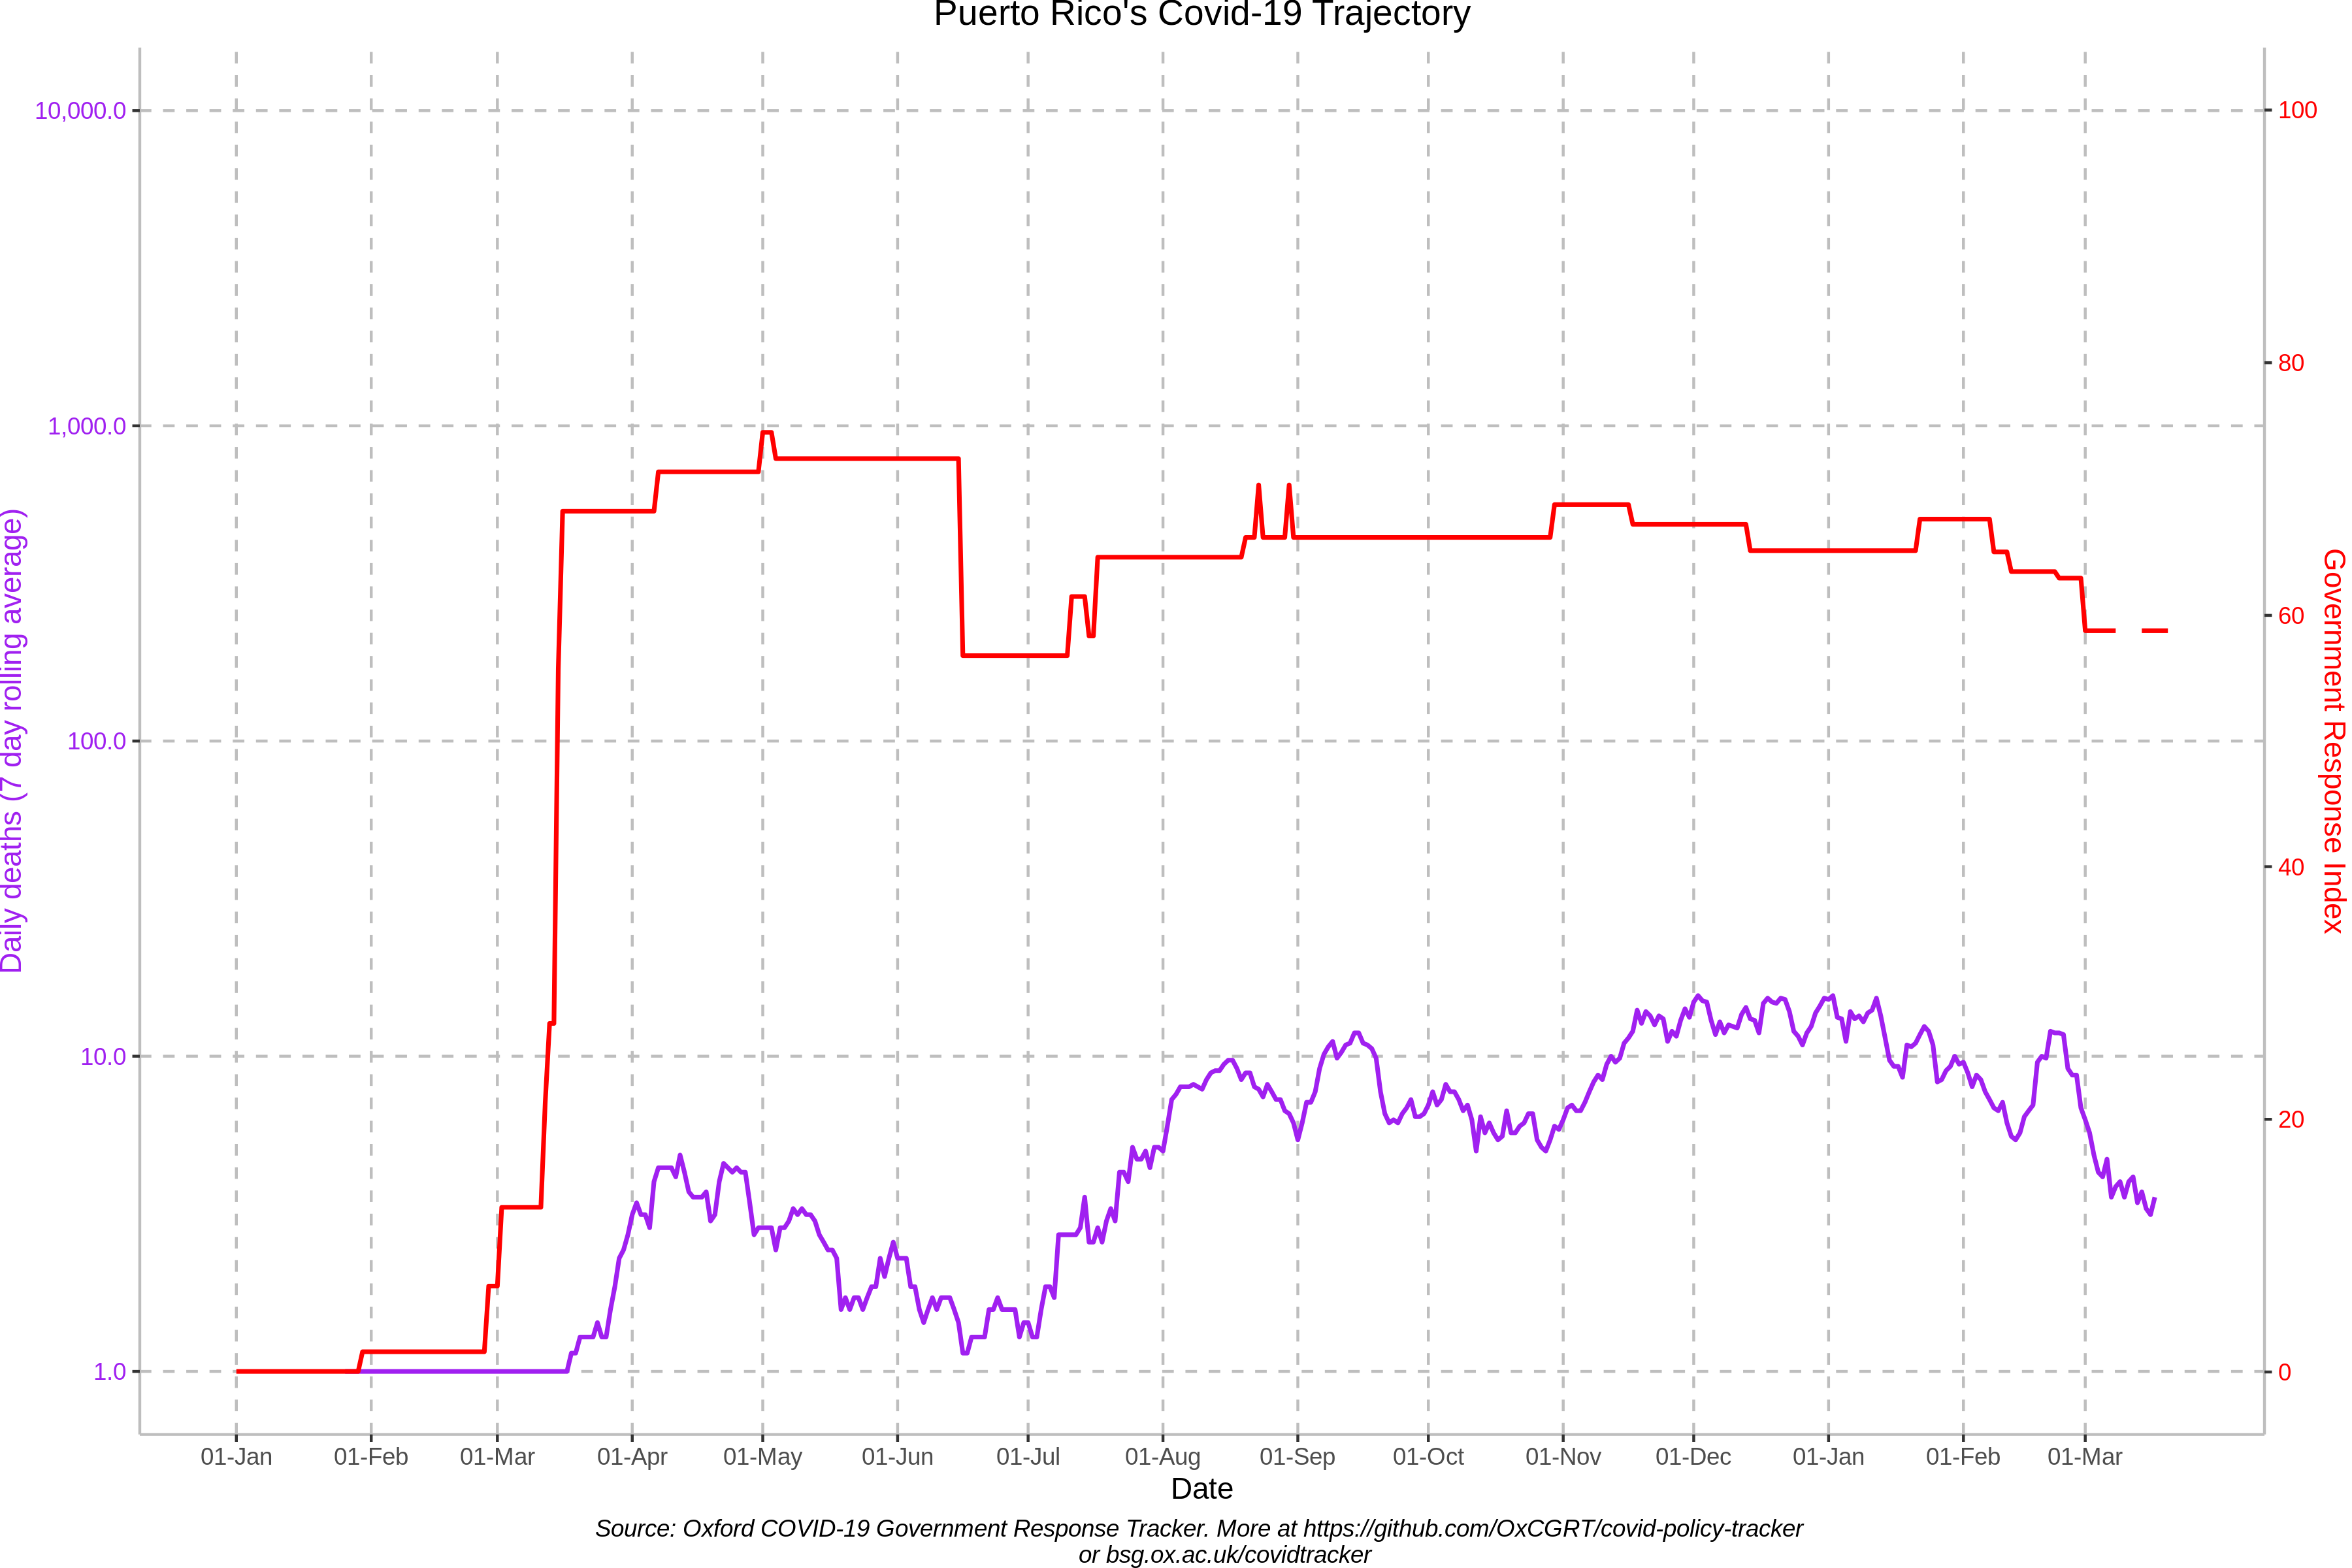 Puerto Rico's Covid-19 Trajectory
10,000.0
1,000.0
100.0
10.0
1.0
Daily deaths (7 day rolling average)
100
80
60
40
20
0
Government Response Index
01-Jan 01-Feb 01-Mar 01-Apr 01-May 01-Jun 01-Jul 01-Aug 01-Sep 01-Oct 01-Nov 01-Dec 01-Jan 01-Feb 01-Mar
Date
Source: Oxford COVID-19 Government Response Tracker. More at https://github.com/OxCGRT/covid-policy-tracker
or bsg.ox.ac.uk/covidtracker